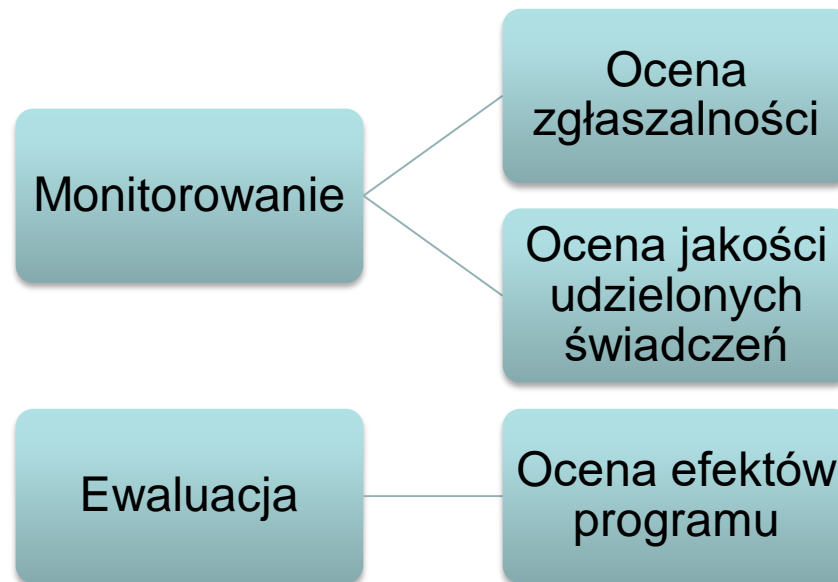 Monitorowanie
Ocena
zgłaszalności
Ocena jakości
udzielonych
świadczeń
Ewaluacja
Ocena efektów
programu